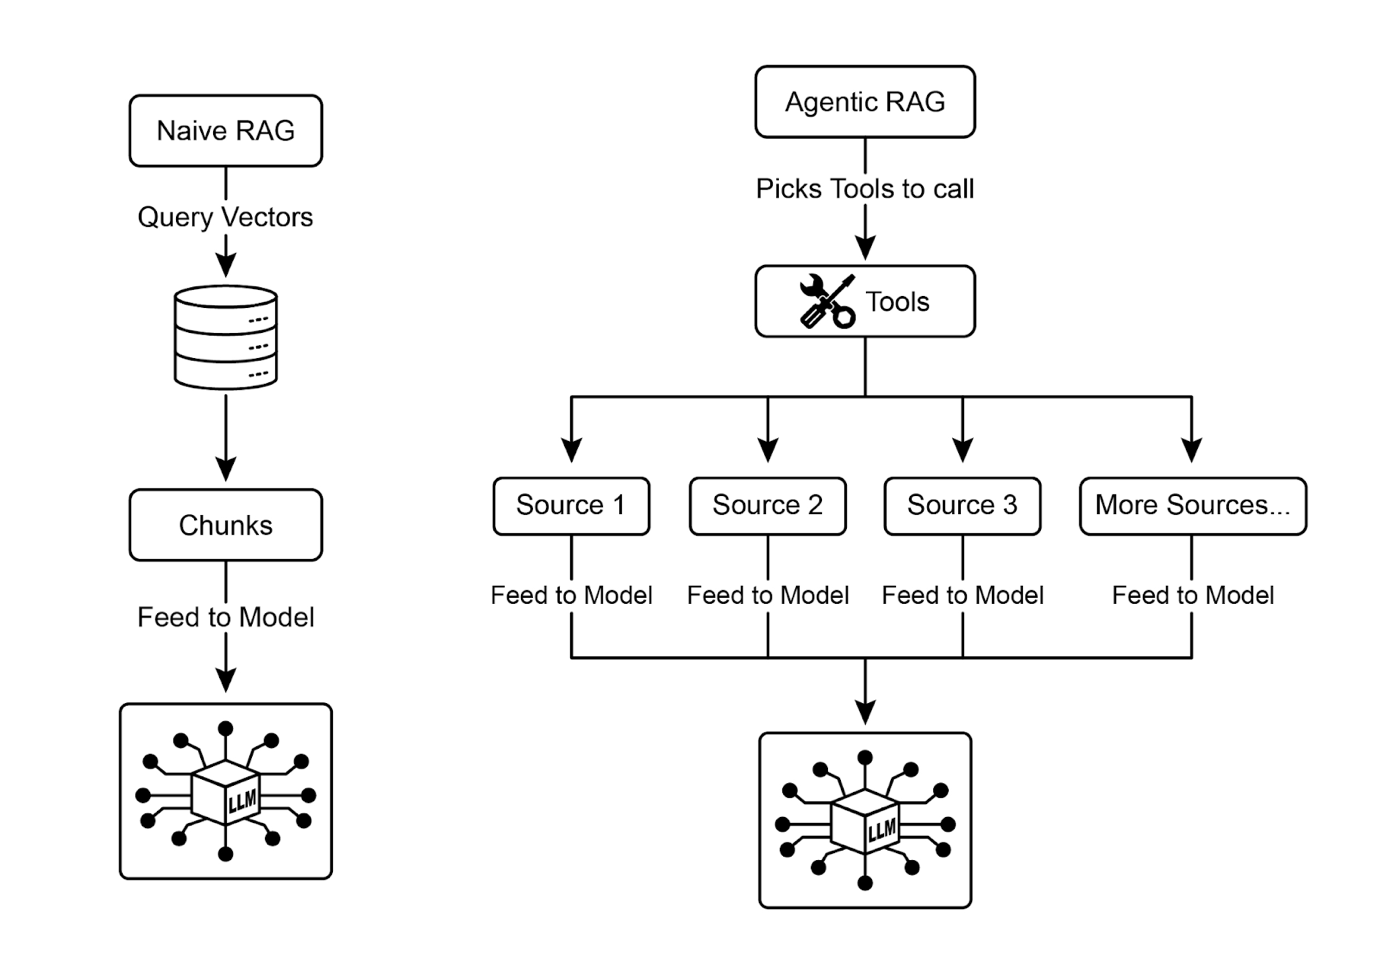 Naive RAG
Query Vectors
Chunks
Feed to Model
LLM
Agentic RAG
Picks Tools to call
Tools
Source 1
Source 2
Source 3
More Sources...
Feed to Model
Feed to Model
Feed to Model
Feed to Model
LLM